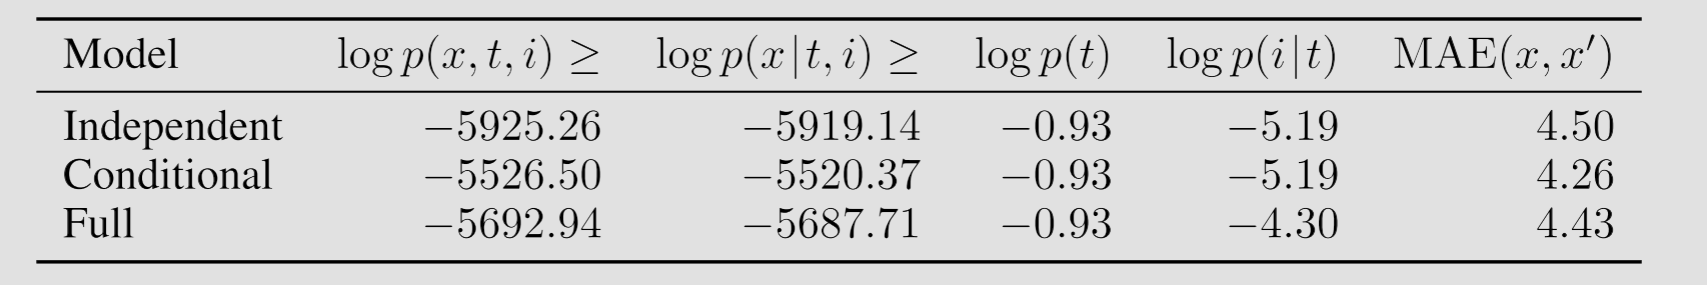 Model log p(x, t, i) ≥ log p(x|t, i) ≥ log p(t) log p(i|t) MAE(x, x′)
Independent −5925.26 −5919.14 −0.93 −5.19 4.50
Conditional −5526.50 −5520.37 −0.93 −5.19 4.26
Full −5692.94 −5687.71 −0.93 −4.30 4.43